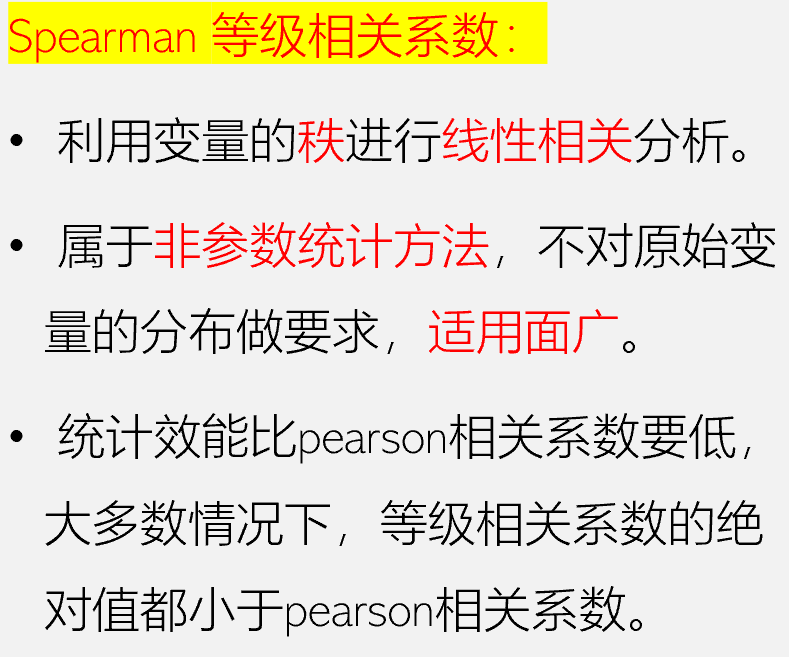 Spearman 等级相关系数：
• 利用变量的秩进行线性相关分析。
• 属于非参数统计方法，不对原始变
量的分布做要求，适用面广。
• 统计效能比pearson相关系数要低，
大多数情况下，等级相关系数的绝
对值都小于pearson相关系数。